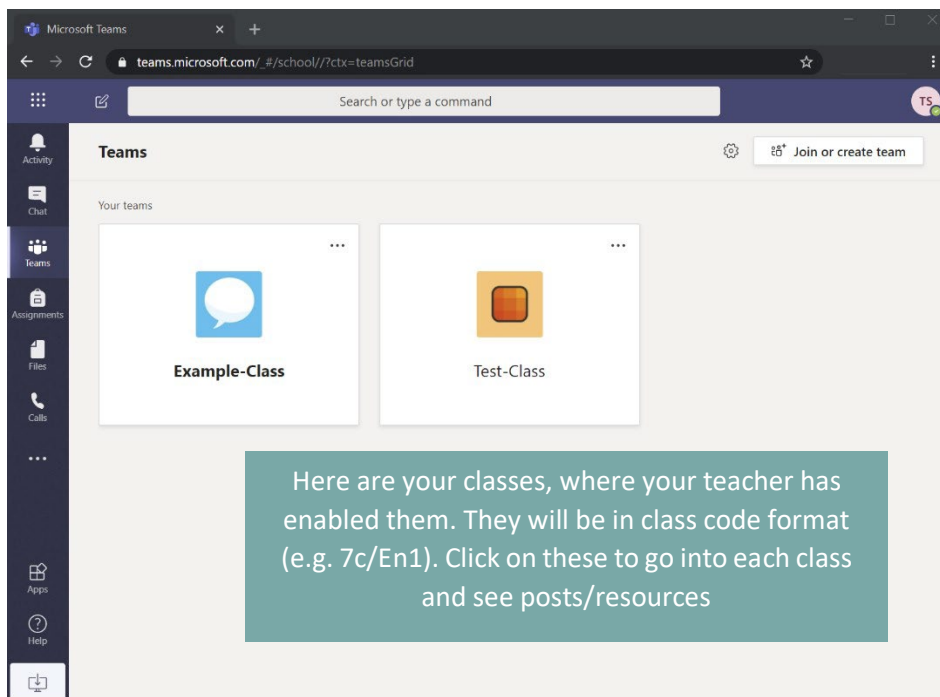 Microsoft Teams
teams.microsoft.com/_#/school//?ctx=teamsGrid
Search or type a command
TS
Activity
Teams
Join or create team
Chat
Your teams
Teams
Assignments
Files
Example-Class
Test-Class
Calls
Here are your classes, where your teacher has
enabled them. They will be in class code format
(e.g. 7c/En1). Click on these to go into each class
and see posts/resources
Apps
Help